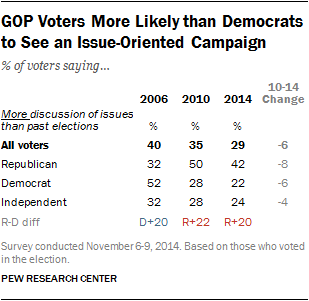 GOP Voters More Likely than Democrats
to See an Issue-Oriented Campaign
% of voters saying...
2006 2010 2014 10-14 Change
More discussion of issues
than past elections % % %
All voters 40 35 29 -6
Republican 32 50 42 -8
Democrat 52 28 22 -6
Independent 32 28 24 -4
R-D diff D+20 R+22 R+20
Survey conducted November 6-9, 2014. Based on those who voted
in the election.
PEW RESEARCH CENTER